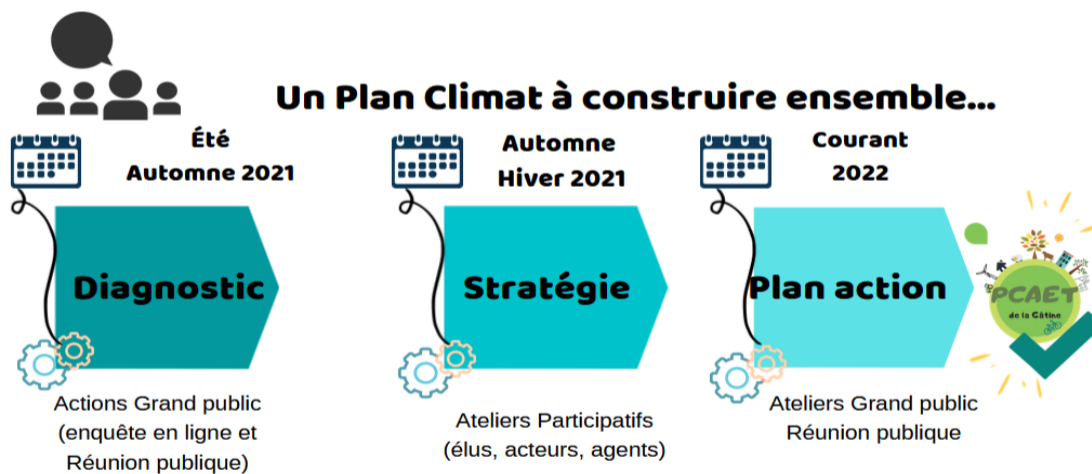 Un Plan Climat à construire ensemble...
Été
Automne 2021
Automne
Hiver 2021
Courant
2022
Diagnostic
Stratégie
Plan action
PCAET
de la Gâtine
Actions Grand public
(enquête en ligne et
Réunion publique)
Ateliers Participatifs
(élus, acteurs, agents)
Ateliers Grand public
Réunion publique